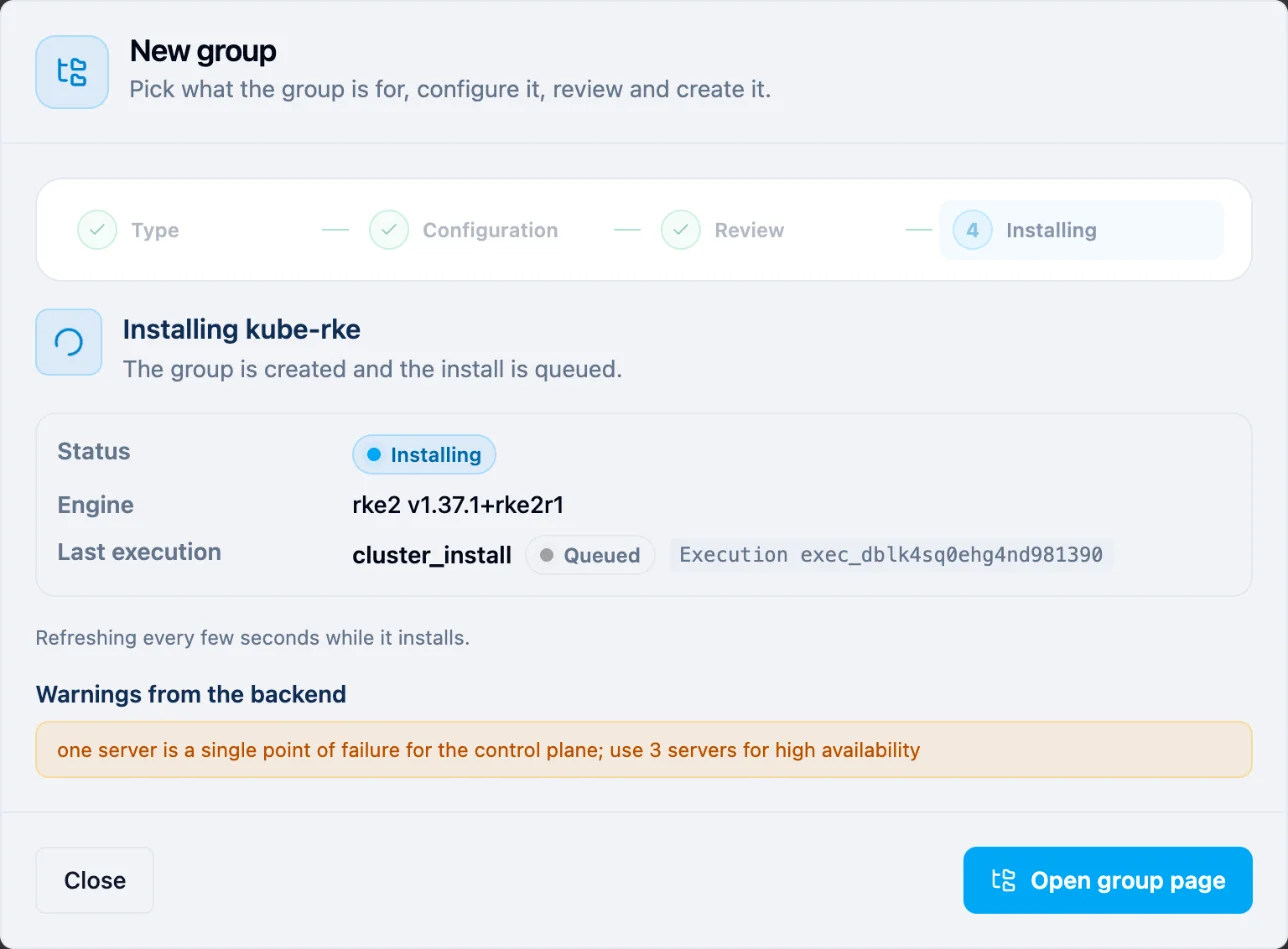 New group
Pick what the group is for, configure it, review and create it.
Type
Configuration
Review
4 Installing
Installing kube-rke
The group is created and the install is queued.
Status Installing
Engine rke2 v1.37.1+rke2r1
Last execution cluster_install Queued Execution exec_dblk4sq0ehg4nd981390
Refreshing every few seconds while it installs.
Warnings from the backend
one server is a single point of failure for the control plane; use 3 servers for high availability
Close
Open group page